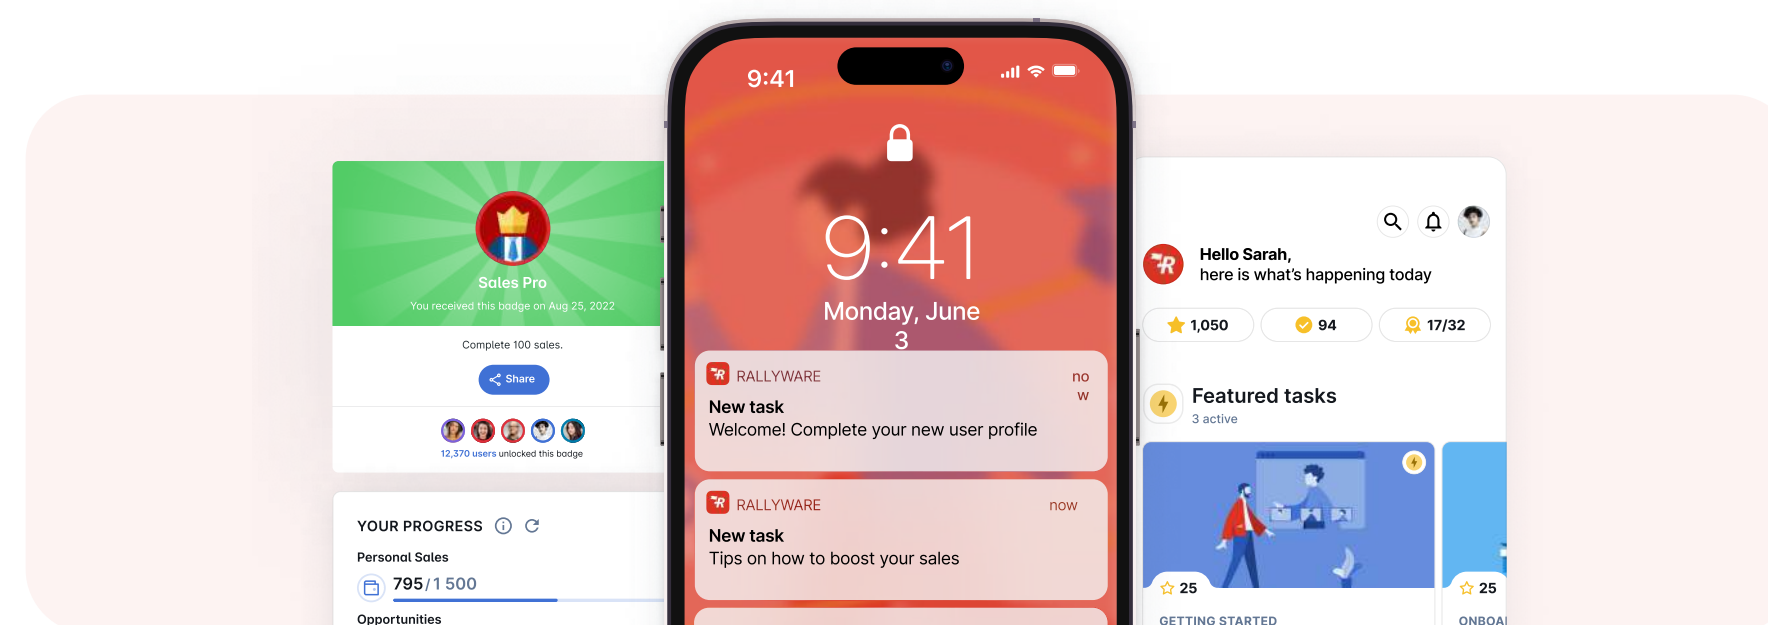 Sales Pro
You received this badge on Aug 25, 2022
Complete 100 sales.
Share
12,370 users unlocked this badge
YOUR PROGRESS
Personal Sales
795 / 1 500
Opportunities
9:41
9:41
Monday, June
3
RALLYWARE
no
w
New task
Welcome! Complete your new user profile
RALLYWARE
now
New task
Tips on how to boost your sales
Hello Sarah,
here is what's happening today
1,050
94
17/32
Featured tasks
3 active
25
25
GETTING STARTED
ONBOA